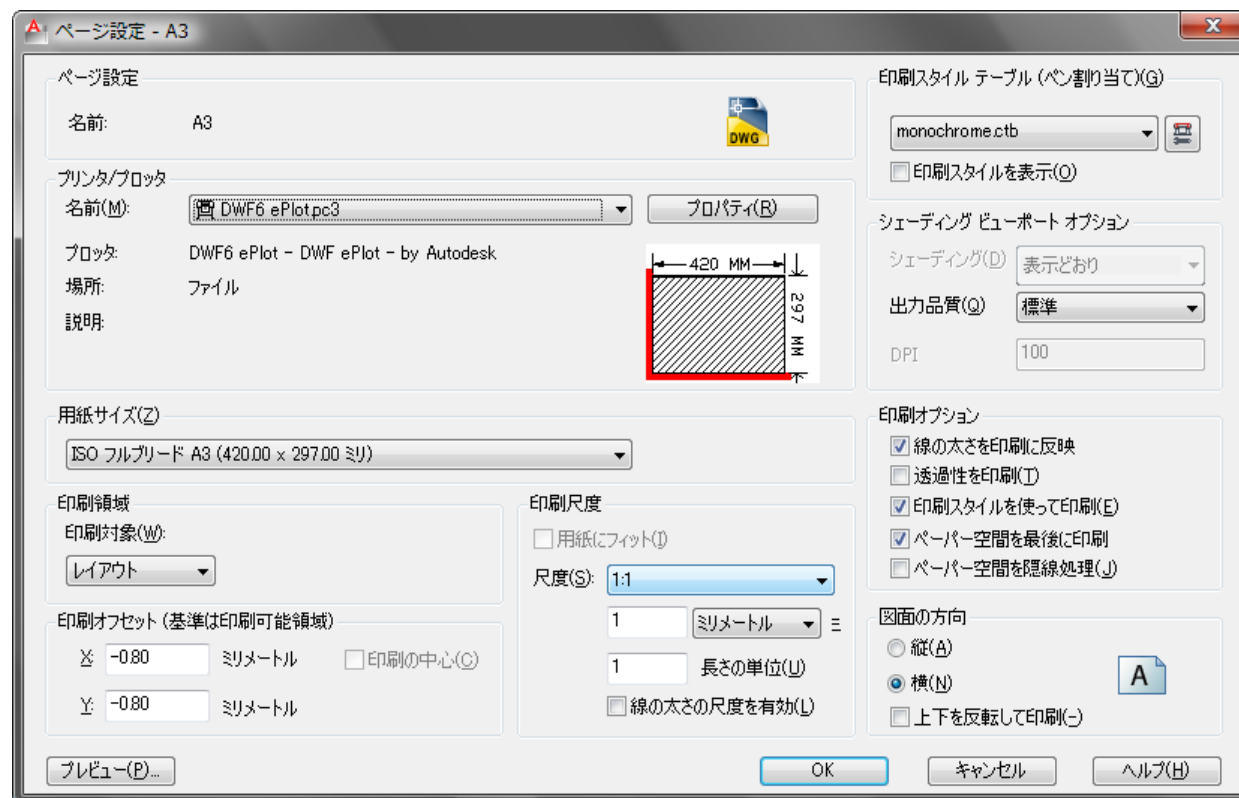 ページ設定 - A3
ページ設定
名前: A3
DWG
プリンタ/プロッタ
名前(M): DWF6 ePlot.pc3 プロパティ(R)
プロッタ: DWF6 ePlot - DWF ePlot - by Autodesk
場所: ファイル
説明:
420 MM
297 MM
用紙サイズ(Z)
ISO フルブリード A3 (420.00 x 297.00 ミリ)
印刷領域
印刷対象(W):
レイアウト
印刷オフセット (基準は印刷可能領域)
X: -0.80 ミリメートル 印刷の中心(C)
Y: -0.80 ミリメートル
印刷尺度
用紙にフィット(I)
尺度(S): 1:1
1 ミリメートル
1 長さの単位(U)
線の太さの尺度を有効(L)
印刷スタイル テーブル (ペン割り当て)(G)
monochrome.ctb
印刷スタイルを表示(O)
シェーディング ビューポート オプション
シェーディング(D) 表示どおり
出力品質(Q) 標準
DPI 100
印刷オプション
線の太さを印刷に反映
透過性を印刷(T)
印刷スタイルを使って印刷(E)
ペーパー空間を最後に印刷
ペーパー空間を隠線処理(J)
図面の方向
縦(A)
横(N)
A
上下を反転して印刷(-)
プレビュー(P)... OK キャンセル ヘルプ(H)